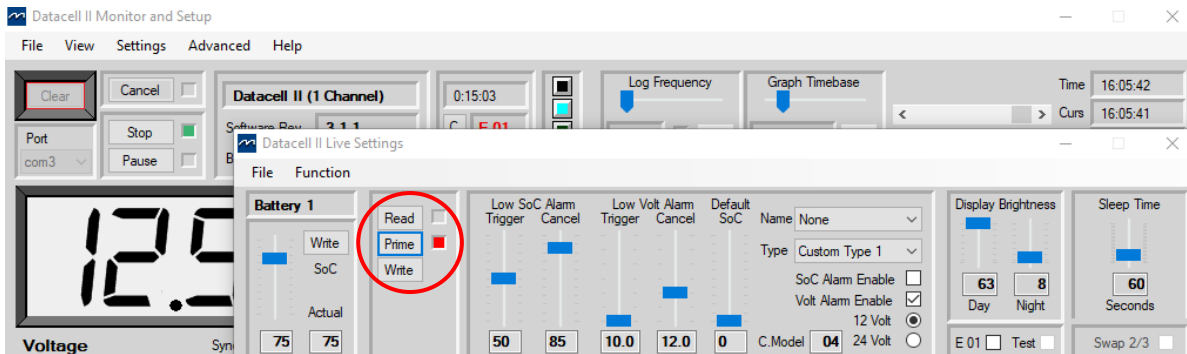 Datacell II Monitor and Setup
File View Settings Advanced Help
Clear
Cancel
Datacell II (1 Channel)
0:15:03
Log Frequency
Graph Timebase
Time 16:05:42
Curs 16:05:41
Port
com3
Stop
Pause
Software Rev 3.1.1
C E 01
Datacell II Live Settings
File Function
Battery 1
Write
SoC
Actual
75 75
Read
Prime
Write
Low SoC Alarm
Trigger Cancel
50 85
Low Volt Alarm
Trigger Cancel
10.0 12.0
Default
SoC
0
Name None
Type Custom Type 1
SoC Alarm Enable
Volt Alarm Enable
12 Volt
C.Model 04 24 Volt
Display Brightness
63 8
Day Night
Sleep Time
60
Seconds
E 01 Test
Swap 2/3
Voltage